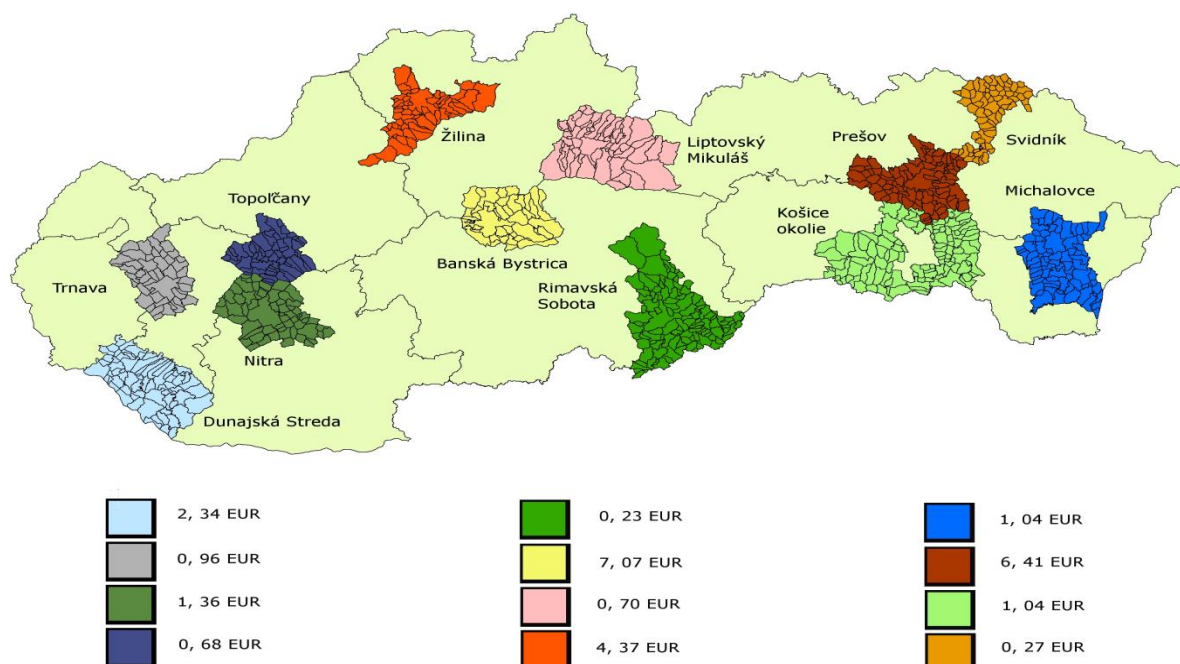 Žilina
Liptovský
Mikuláš
Prešov
Svidník
Topoľčany
Michalovce
Košice
okolie
Banská Bystrica
Trnava
Rimavská
Sobota
Nitra
Dunajská Streda
2, 34 EUR
0, 96 EUR
1, 36 EUR
0, 68 EUR
0, 23 EUR
7, 07 EUR
0, 70 EUR
4, 37 EUR
1, 04 EUR
6, 41 EUR
1, 04 EUR
0, 27 EUR